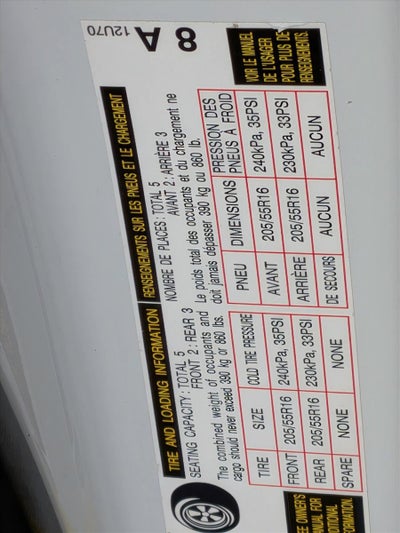 TIRE AND LOADING INFORMATION
SEATING CAPACITY: TOTAL 5
FRONT 2: REAR 3
The combined weight of occupants and
cargo should never exceed 390 kg or 860 lbs.
TIRE SIZE COLD TIRE PRESSURE
FRONT 205/55R16 240kPa, 35PSI
REAR 205/55R16 230kPa, 33PSI
SPARE NONE NONE
RENSEIGNEMENTS SUR LES PNEUS ET LE CHARGEMENT
NOMBRE DE PLACES: TOTAL 5
AVANT 2: ARRIÈRE 3
Le poids total des occupants et du chargement ne
doit jamais dépasser 390 kg ou 860 lb.
PNEU DIMENSIONS PRESSION DES
PNEUS À FROID
AVANT 205/55R16 240kPa, 35PSI
ARRIÈRE 205/55R16 230kPa, 33PSI
DE SECOURS AUCUN AUCUN
VOIR LE MANUEL
DE L'USAGER
POUR PLUS DE
RENSEIGNEMENTS.
12U70
8 A
OWNER'S
FOR